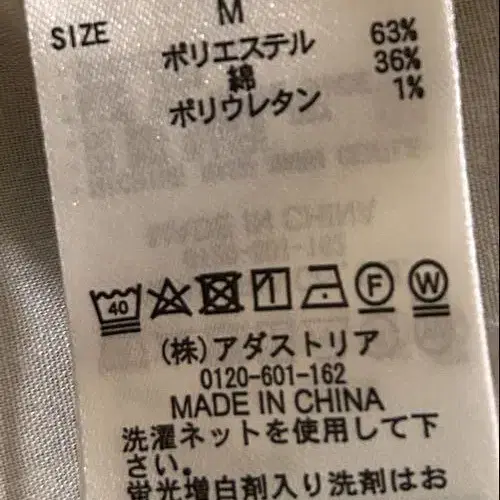 SIZE M
ポリエステル 63%
綿 36%
ポリウレタン 1%
40
F W
(株)アダストリア
0120-601-162
MADE IN CHINA
洗濯ネットを使用して下
さい。
蛍光増白剤入り洗剤はお